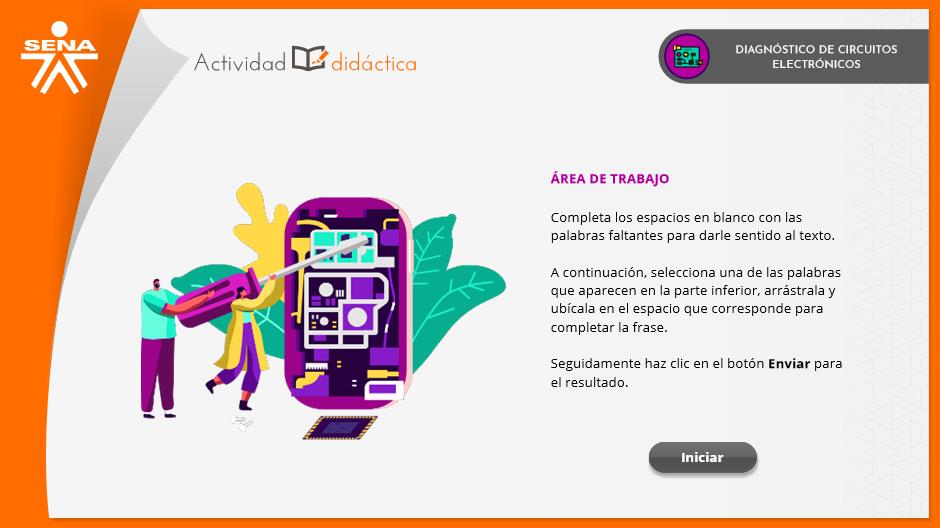 SENA
Actividad didáctica
DIAGNÓSTICO DE CIRCUITOS
ELECTRÓNICOS
ÁREA DE TRABAJO
Completa los espacios en blanco con las
palabras faltantes para darle sentido al texto.
A continuación, selecciona una de las palabras
que aparecen en la parte inferior, arrástrala y
ubícala en el espacio que corresponde para
completar la frase.
Seguidamente haz clic en el botón Enviar para
el resultado.
Iniciar